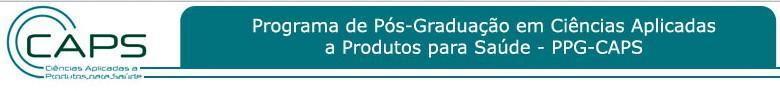 CAPS
Ciências Aplicadas a
Produtos para Saúde
Programa de Pós-Graduação em Ciências Aplicadas
a Produtos para Saúde - PPG-CAPS